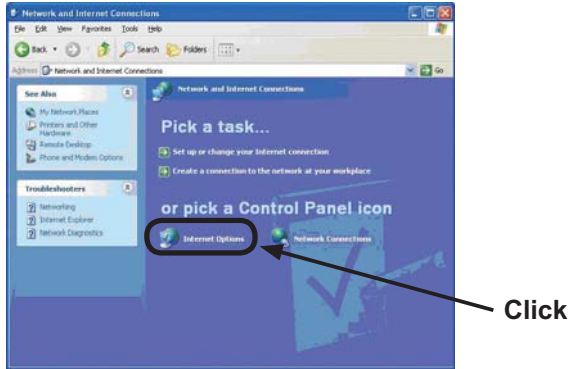 Network and Internet Connections
File Edit View Favorites Tools Help
Back Search Folders
Address Network and Internet Connections Go
See Also
My Network Places
Printers and Other
Hardware
Remote Desktop
Phone and Modem Options
Troubleshooters
Networking
Internet Explorer
Network Diagnostics
Network and Internet Connections
Pick a task...
Set up or change your Internet connection
Create a connection to the network at your workplace
or pick a Control Panel icon
Internet Options
Network Connections
Click